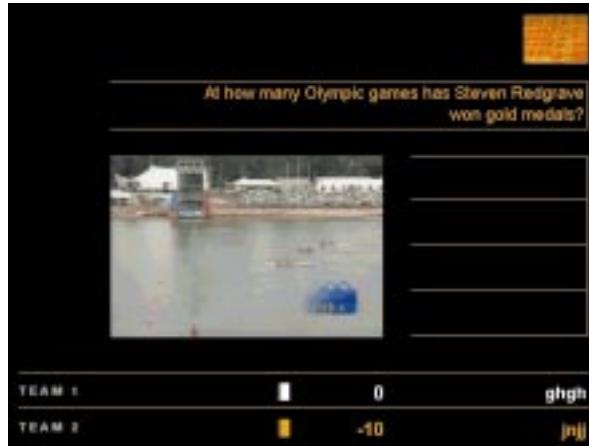 At how many Olympic games has Steven Redgrave
won gold medals?
TEAM 1 0 ghgh
TEAM 2 -10 jnjj